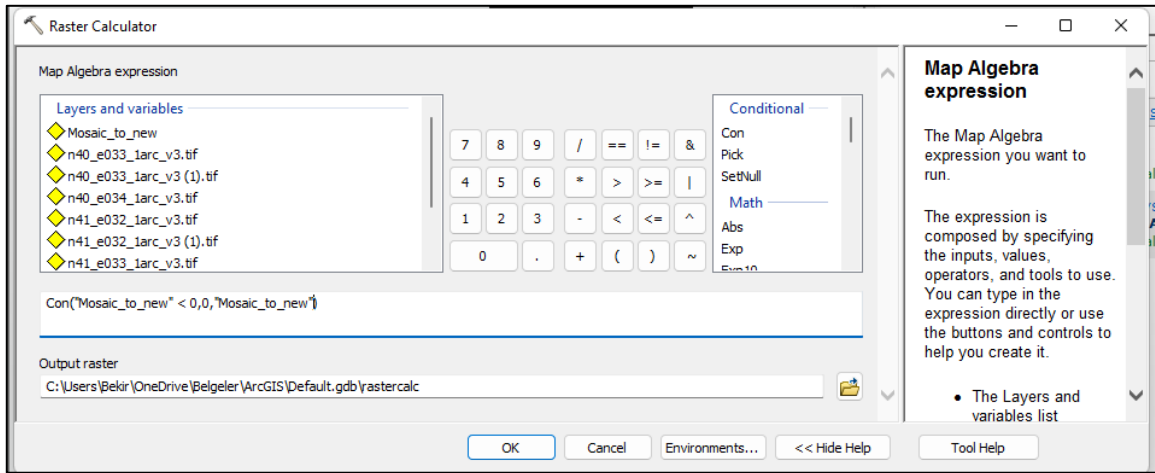 Raster Calculator
Map Algebra expression
Layers and variables
Mosaic_to_new
n40_e033_1arc_v3.tif
n40_e033_1arc_v3 (1).tif
n40_e034_1arc_v3.tif
n41_e032_1arc_v3.tif
n41_e032_1arc_v3 (1).tif
n41_e033_1arc_v3.tif
7 8 9 / == != &
4 5 6 * > >= |
1 2 3 - < <= ^
0 . + ( ) ~
Conditional
Con
Pick
SetNull
Math
Abs
Exp
Exp10
Con("Mosaic_to_new" < 0,0,"Mosaic_to_new")
Output raster
C:\Users\Bekir\OneDrive\Belgeler\ArcGIS\Default.gdb\rastercalc
OK
Cancel
Environments...
<< Hide Help
Tool Help
Map Algebra
expression
The Map Algebra
expression you want to
run.
The expression is
composed by specifying
the inputs, values,
operators, and tools to use.
You can type in the
expression directly or use
the buttons and controls to
help you create it.
• The Layers and
variables list